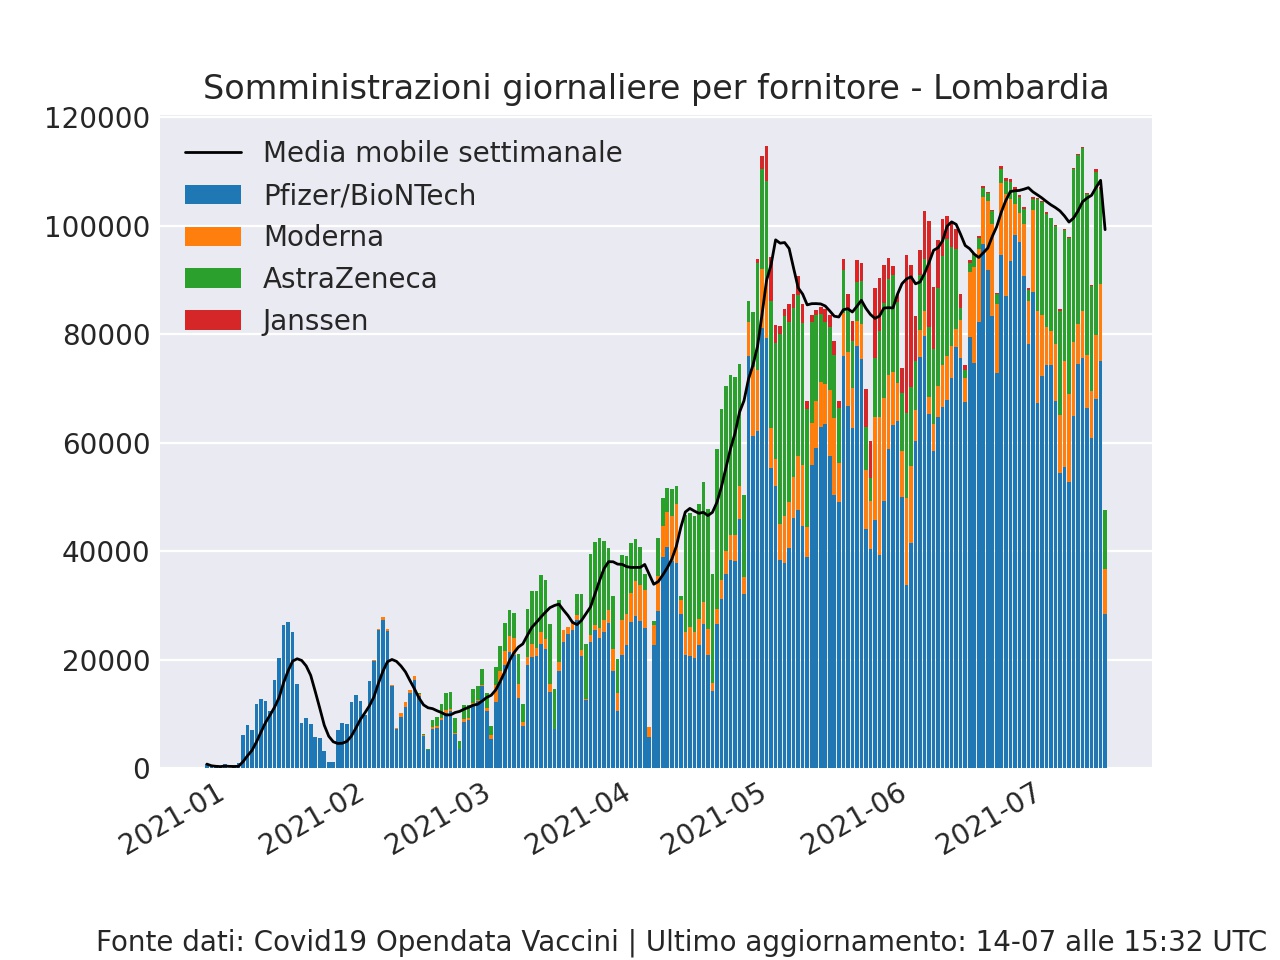 Somministrazioni giornaliere per fornitore - Lombardia
120000
100000
80000
60000
40000
20000
0
Media mobile settimanale
Pfizer/BioNTech
Moderna
AstraZeneca
Janssen
2021-01
2021-02
2021-03
2021-04
2021-05
2021-06
2021-07
Fonte dati: Covid19 Opendata Vaccini | Ultimo aggiornamento: 14-07 alle 15:32 UTC